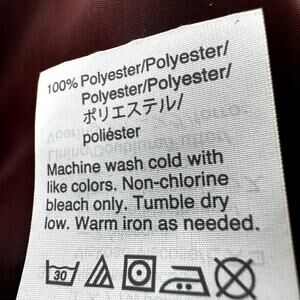 100% Polyester/Polyester/
Polyester/Polyester/
ポリエステル/
poliéster
Machine wash cold with
like colors. Non-chlorine
bleach only. Tumble dry
low. Warm iron as needed.
30